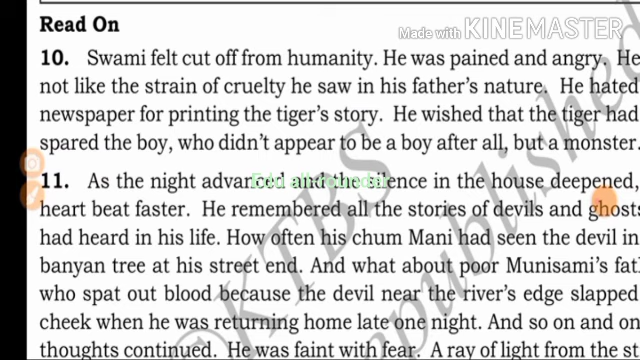 Made with KINEMASTER
Read On
10. Swami felt cut off from humanity. He was pained and angry. He
not like the strain of cruelty he saw in his father's nature. He hated
newspaper for printing the tiger's story. He wished that the tiger had
spared the boy, who didn't appear to be a boy after all, but a monster.
11. As the night advanced and the silence in the house deepened,
heart beat faster. He remembered all the stories of devils and ghosts
had heard in his life. How often his chum Mani had seen the devil in
banyan tree at his street end. And what about poor Munisami's fat
who spat out blood because the devil near the river's edge slapped
cheek when he was returning home late one night. And so on and on
thoughts continued. He was faint with fear. A ray of light from the st
©KTBS
republished